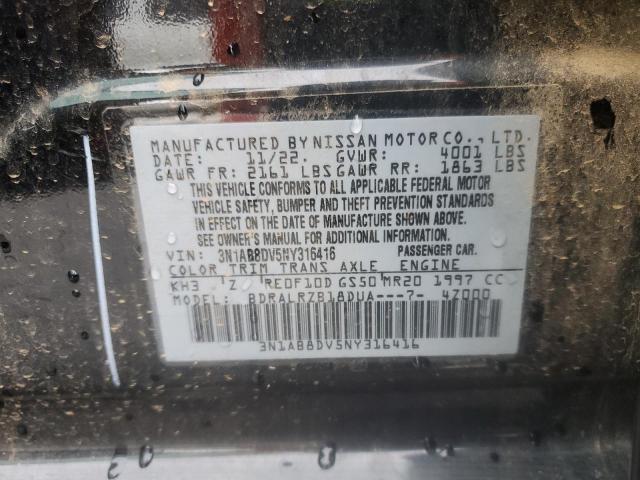 MANUFACTURED BY NISSAN MOTOR CO., LTD.
DATE: 11/22. GVWR: 4001 LBS
GAWR FR: 2161 LBS GAWR RR: 1863 LBS
THIS VEHICLE CONFORMS TO ALL APPLICABLE FEDERAL MOTOR
VEHICLE SAFETY, BUMPER AND THEFT PREVENTION STANDARDS
IN EFFECT ON THE DATE OF MANUFACTURE SHOWN ABOVE.
SEE OWNER'S MANUAL FOR ADDITIONAL INFORMATION.
VIN: 3N1AB8DV5NY316416 PASSENGER CAR.
COLOR TRIM TRANS AXLE ENGINE
KH3 Z RE0F10D GS50 MR20 1997 CC
MODEL: BDRALRZB18DUA---7- 4Z000
3N1AB8DV5NY316416